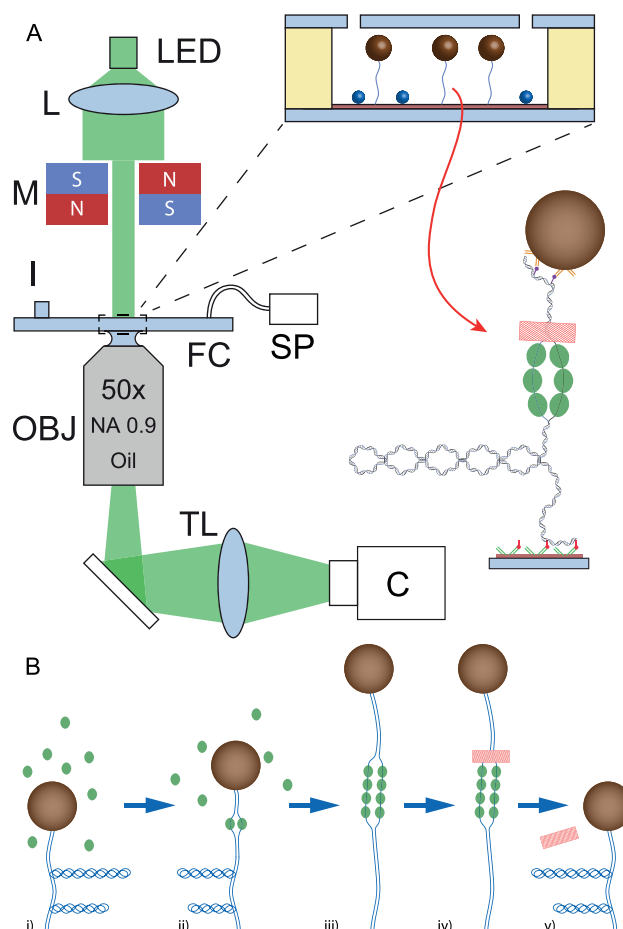 A
LED
L
S N
M
N S
I
FC
SP
50x
OBJ
NA 0.9
Oil
TL
C
B
i) ii) iii) iv) v)